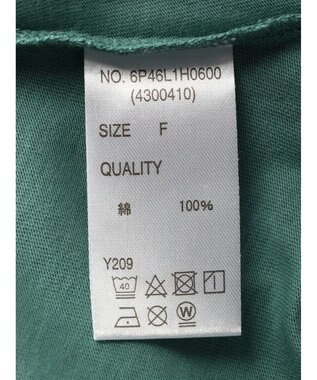 NO. 6P46L1H0600
(4300410)
SIZE F
QUALITY
綿 100%
Y209
40
W